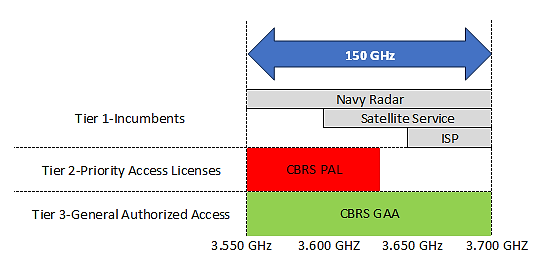 150 GHz
Navy Radar
Tier 1-Incumbents
Satellite Service
ISP
Tier 2-Priority Access Licenses
CBRS PAL
Tier 3-General Authorized Access
CBRS GAA
3.550 GHz
3.600 GHZ
3.650 GHz
3.700 GHz